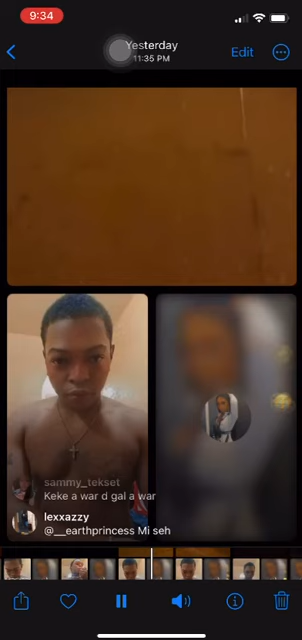 9:34
Yesterday
11:35 PM
Edit
sammy_tekset
Keke a war d gal a war
lexxazzy
@__earthprincess Mi seh